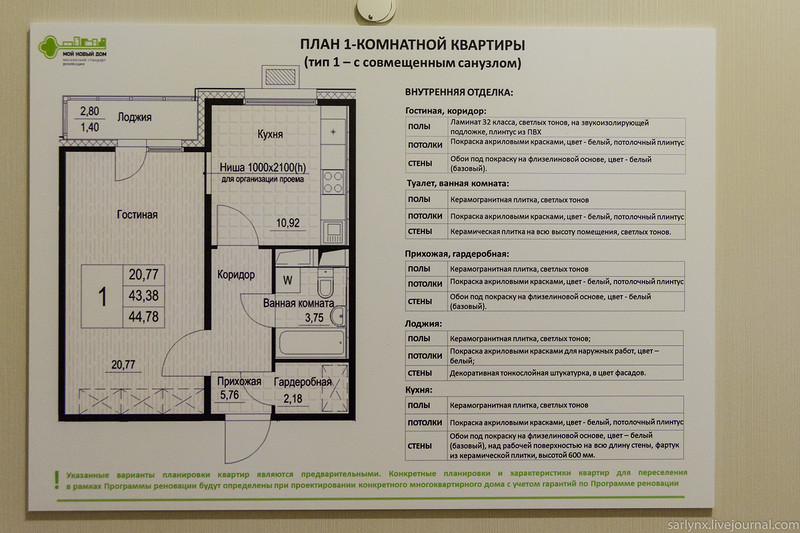 МОЙ НОВЫЙ ДОМ
МОСКОВСКИЙ СТАНДАРТ
РЕНОВАЦИИ
ПЛАН 1-КОМНАТНОЙ КВАРТИРЫ
(тип 1 – с совмещенным санузлом)
2,80
1,40
Лоджия
Кухня
Ниша 1000х2100(h)
для организации проема
10,92
Гостиная
Коридор
1
20,77
43,38
44,78
W
Ванная комната
3,75
20,77
Прихожая
5,76
Гардеробная
2,18
ВНУТРЕННЯЯ ОТДЕЛКА:
Гостиная, коридор:
ПОЛЫ
Ламинат 32 класса, светлых тонов, на звукоизолирующей
подложке, плинтус из ПВХ
ПОТОЛКИ
Покраска акриловыми красками, цвет - белый, потолочный плинтус
СТЕНЫ
Обои под покраску на флизелиновой основе, цвет - белый
(базовый).
Туалет, ванная комната:
ПОЛЫ
Керамогранитная плитка, светлых тонов
ПОТОЛКИ
Покраска акриловыми красками, цвет - белый, потолочный плинтус
СТЕНЫ
Керамическая плитка на всю высоту помещения, светлых тонов.
Прихожая, гардеробная:
ПОЛЫ
Керамогранитная плитка, светлых тонов
ПОТОЛКИ
Покраска акриловыми красками, цвет - белый, потолочный плинтус
СТЕНЫ
Обои под покраску на флизелиновой основе, цвет - белый
(базовый).
Лоджия:
ПОЛЫ
Керамогранитная плитка, светлых тонов;
ПОТОЛКИ
Покраска акриловыми красками для наружных работ, цвет –
белый;
СТЕНЫ
Декоративная тонкослойная штукатурка, в цвет фасадов.
Кухня:
ПОЛЫ
Керамогранитная плитка, светлых тонов
ПОТОЛКИ
Покраска акриловыми красками, цвет - белый, потолочный плинтус
СТЕНЫ
Обои под покраску на флизелиновой основе, цвет – белый
(базовый), над рабочей поверхностью на всю длину стены, фартук
из керамической плитки, высотой 600 мм.
! Указанные варианты планировки квартир являются предварительными. Конкретные планировки и характеристики квартир для переселения
в рамках Программы реновации будут определены при проектировании конкретного многоквартирного дома с учетом гарантий по Программе реновации
sarlynx.livejournal.com